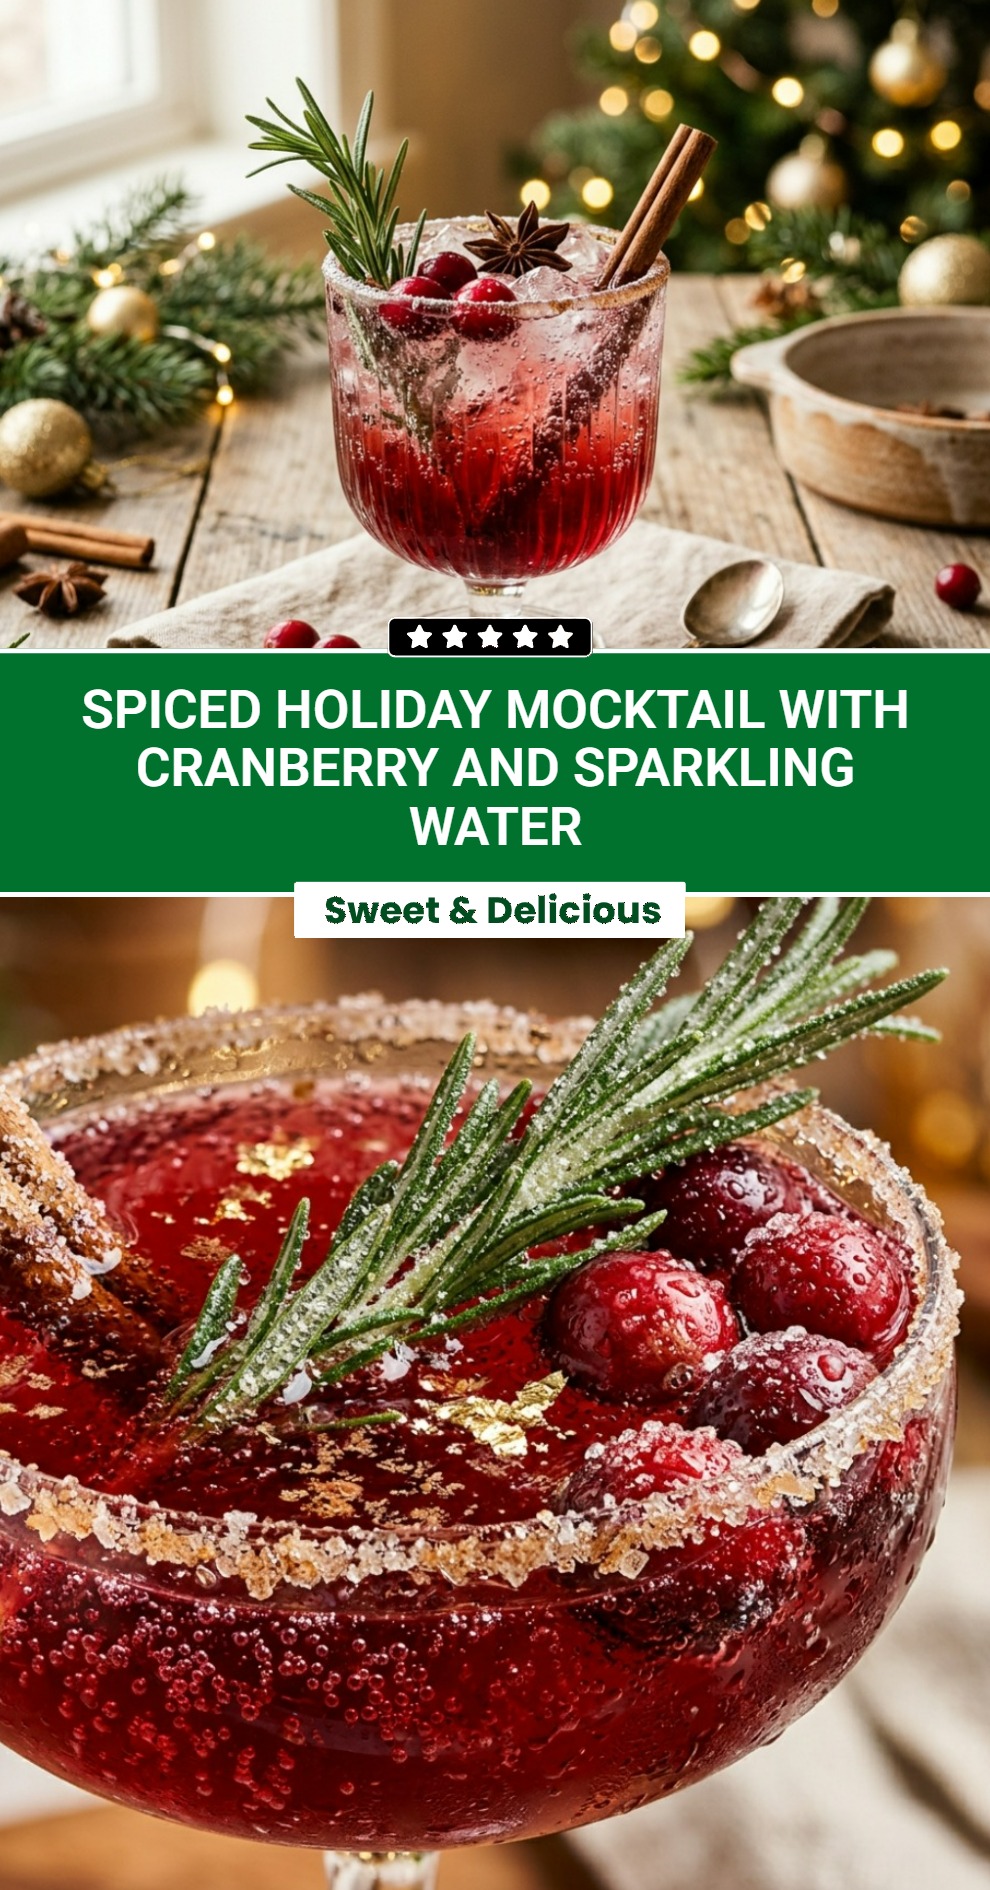 SPICED HOLIDAY MOCKTAIL WITH
CRANBERRY AND SPARKLING
WATER
Sweet & Delicious